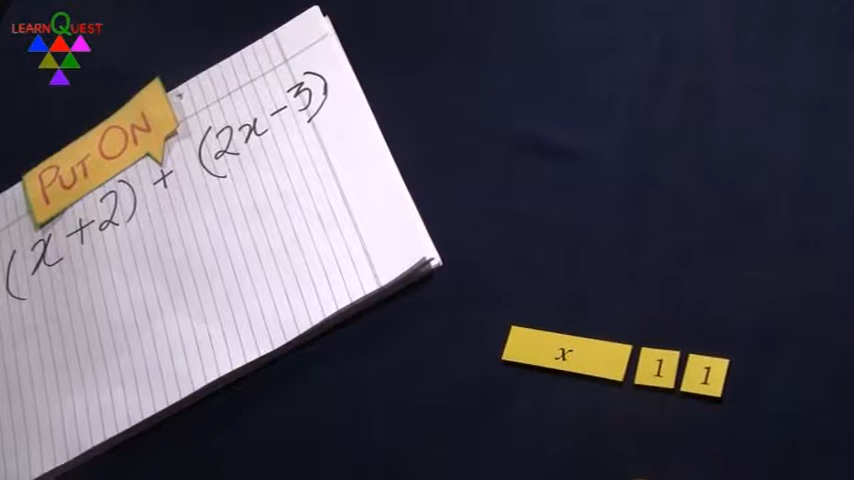 LEARNQUEST
PUT ON
(x+2) + (2x-3)
x 1 1